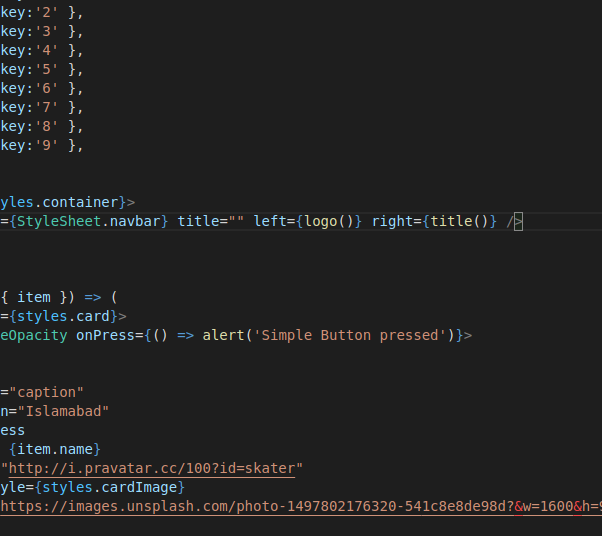 key:'2' },
key:'3' },
key:'4' },
key:'5' },
key:'6' },
key:'7' },
key:'8' },
key:'9' },
yles.container}>
={StyleSheet.navbar} title="" left={logo()} right={title()} />
{ item }) => (
={styles.card}>
eOpacity onPress={() => alert('Simple Button pressed')}>
="caption"
n="Islamabad"
ess
{item.name}
"http://i.pravatar.cc/100?id=skater"
yle={styles.cardImage}
https://images.unsplash.com/photo-1497802176320-541c8e8de98d?&w=1600&h=9